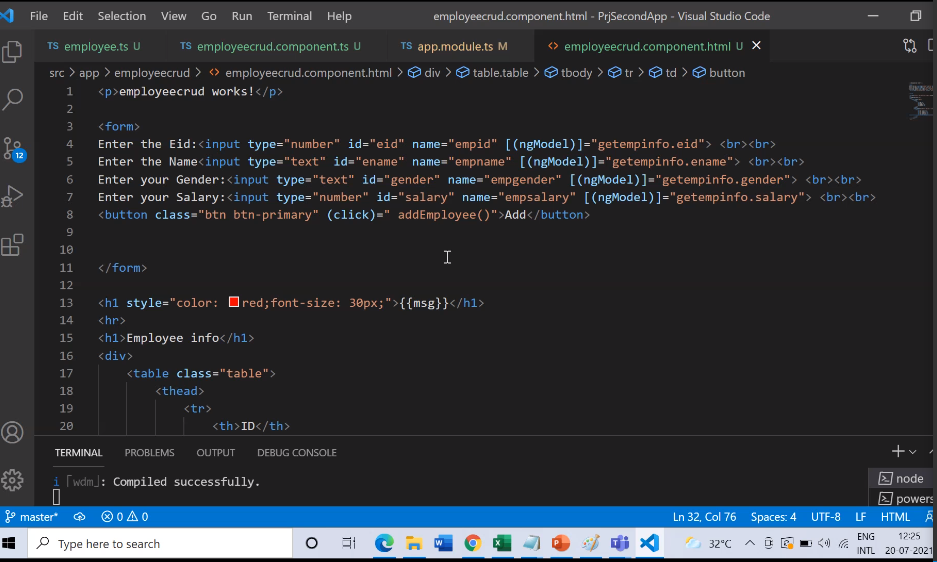 File Edit Selection View Go Run Terminal Help employeecrud.component.html - PrjSecondApp - Visual Studio Code
TS employee.ts U TS employeecrud.component.ts U TS app.module.ts M <> employeecrud.component.html U
src > app > employeecrud > <> employeecrud.component.html > div > table.table > tbody > tr > td > button
1 <p>employeecrud works!</p>
2
3 <form>
4 Enter the Eid:<input type="number" id="eid" name="empid" [(ngModel)]="getempinfo.eid"> <br><br>
5 Enter the Name<input type="text" id="ename" name="empname" [(ngModel)]="getempinfo.ename"> <br><br>
6 Enter your Gender:<input type="text" id="gender" name="empgender" [(ngModel)]="getempinfo.gender"> <br><br>
7 Enter your Salary:<input type="number" id="salary" name="empsalary" [(ngModel)]="getempinfo.salary"> <br><br>
8 <button class="btn btn-primary" (click)=" addEmployee()">Add</button>
9
10
11 </form>
12
13 <h1 style="color: red;font-size: 30px;">{{msg}}</h1>
14 <hr>
15 <h1>Employee info</h1>
16 <div>
17 <table class="table">
18 <thead>
19 <tr>
20 <th>ID</th>
TERMINAL PROBLEMS OUTPUT DEBUG CONSOLE
i ｢wdm｣: Compiled successfully.
node
powers
12
master* 0 0 Ln 32, Col 76 Spaces: 4 UTF-8 LF HTML
Type here to search 32°C ENG 12:25
INTL 20-07-2021